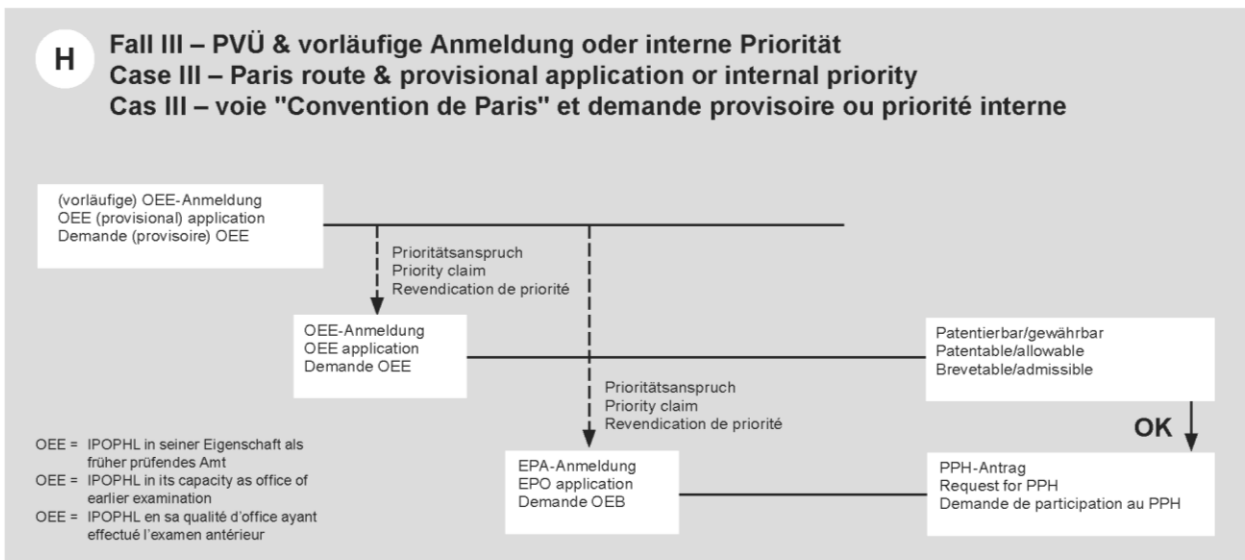 H
Fall III – PVÜ & vorläufige Anmeldung oder interne Priorität
Case III – Paris route & provisional application or internal priority
Cas III – voie "Convention de Paris" et demande provisoire ou priorité interne
(vorläufige) OEE-Anmeldung
OEE (provisional) application
Demande (provisoire) OEE
Prioritätsanspruch
Priority claim
Revendication de priorité
OEE-Anmeldung
OEE application
Demande OEE
Patentierbar/gewährbar
Patentable/allowable
Brevetable/admissible
Prioritätsanspruch
Priority claim
Revendication de priorité
OK
OEE = IPOPHL in seiner Eigenschaft als
früher prüfendes Amt
OEE = IPOPHL in its capacity as office of
earlier examination
OEE = IPOPHL en sa qualité d'office ayant
effectué l'examen antérieur
EPA-Anmeldung
EPO application
Demande OEB
PPH-Antrag
Request for PPH
Demande de participation au PPH